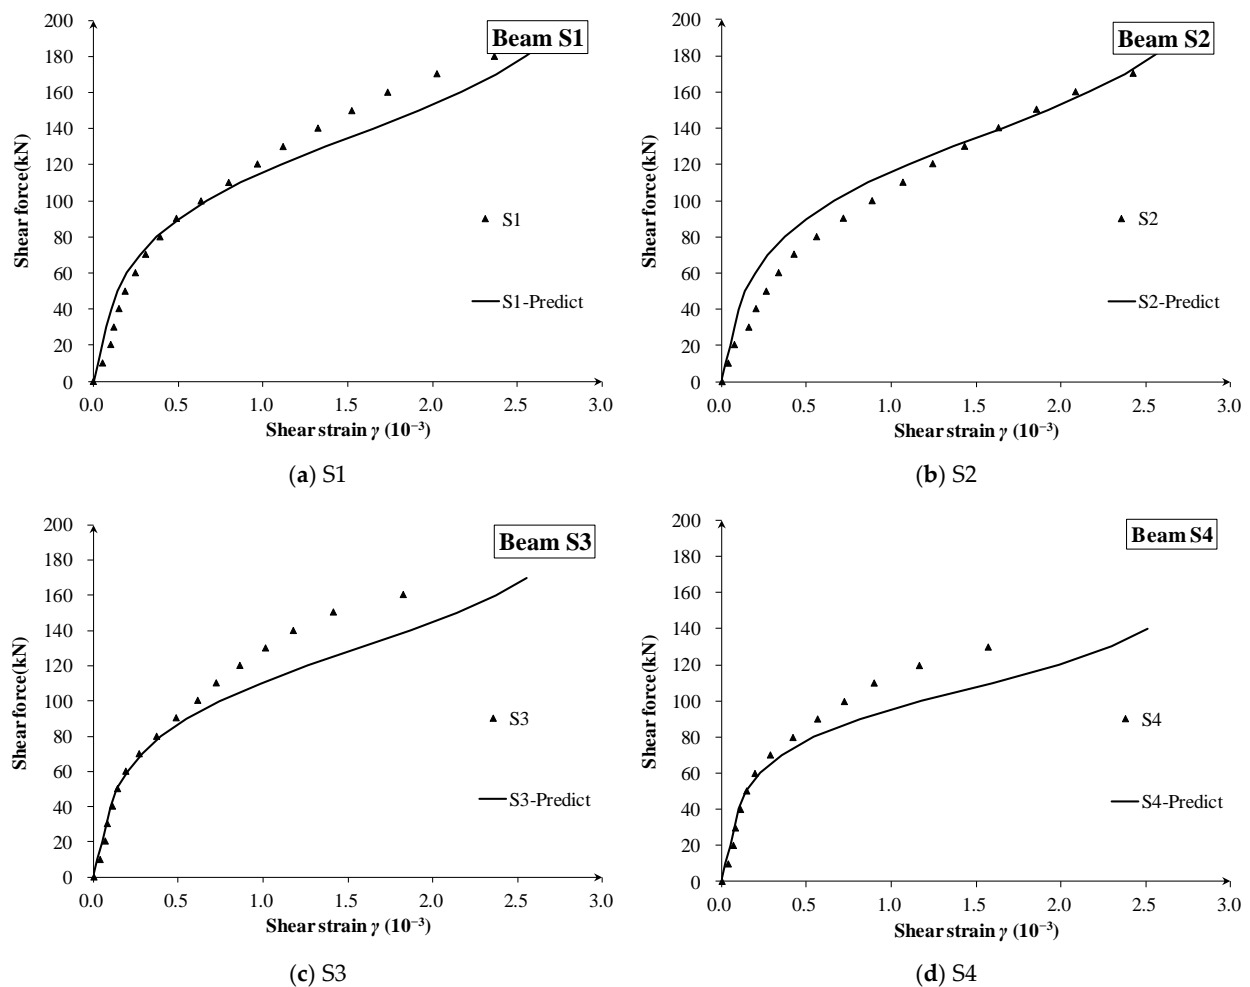 Beam S1
200
180
160
140
120
100
80
60
40
20
0
Shear force(kN)
S1
S1-Predict
0.0 0.5 1.0 1.5 2.0 2.5 3.0
Shear strain γ (10⁻³)
(a) S1
Beam S2
200
180
160
140
120
100
80
60
40
20
0
Shear force(kN)
S2
S2-Predict
0.0 0.5 1.0 1.5 2.0 2.5 3.0
Shear strain γ (10⁻³)
(b) S2
Beam S3
200
180
160
140
120
100
80
60
40
20
0
Shear force(kN)
S3
S3-Predict
0.0 0.5 1.0 1.5 2.0 2.5 3.0
Shear strain γ (10⁻³)
(c) S3
Beam S4
200
180
160
140
120
100
80
60
40
20
0
Shear force(kN)
S4
S4-Predict
0.0 0.5 1.0 1.5 2.0 2.5 3.0
Shear strain γ (10⁻³)
(d) S4